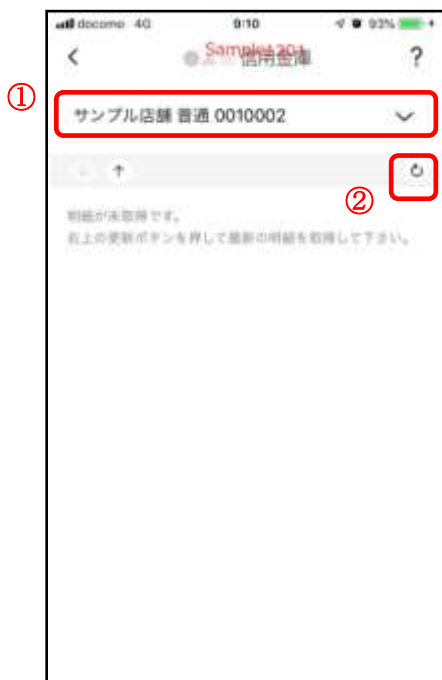 docomo 4G 9:10 93%
Sample1201
信用金庫
?
①
サンプル店舗 普通 0010002
②
明細が未取得です。
右上の更新ボタンを押して最新の明細を取得して下さい。